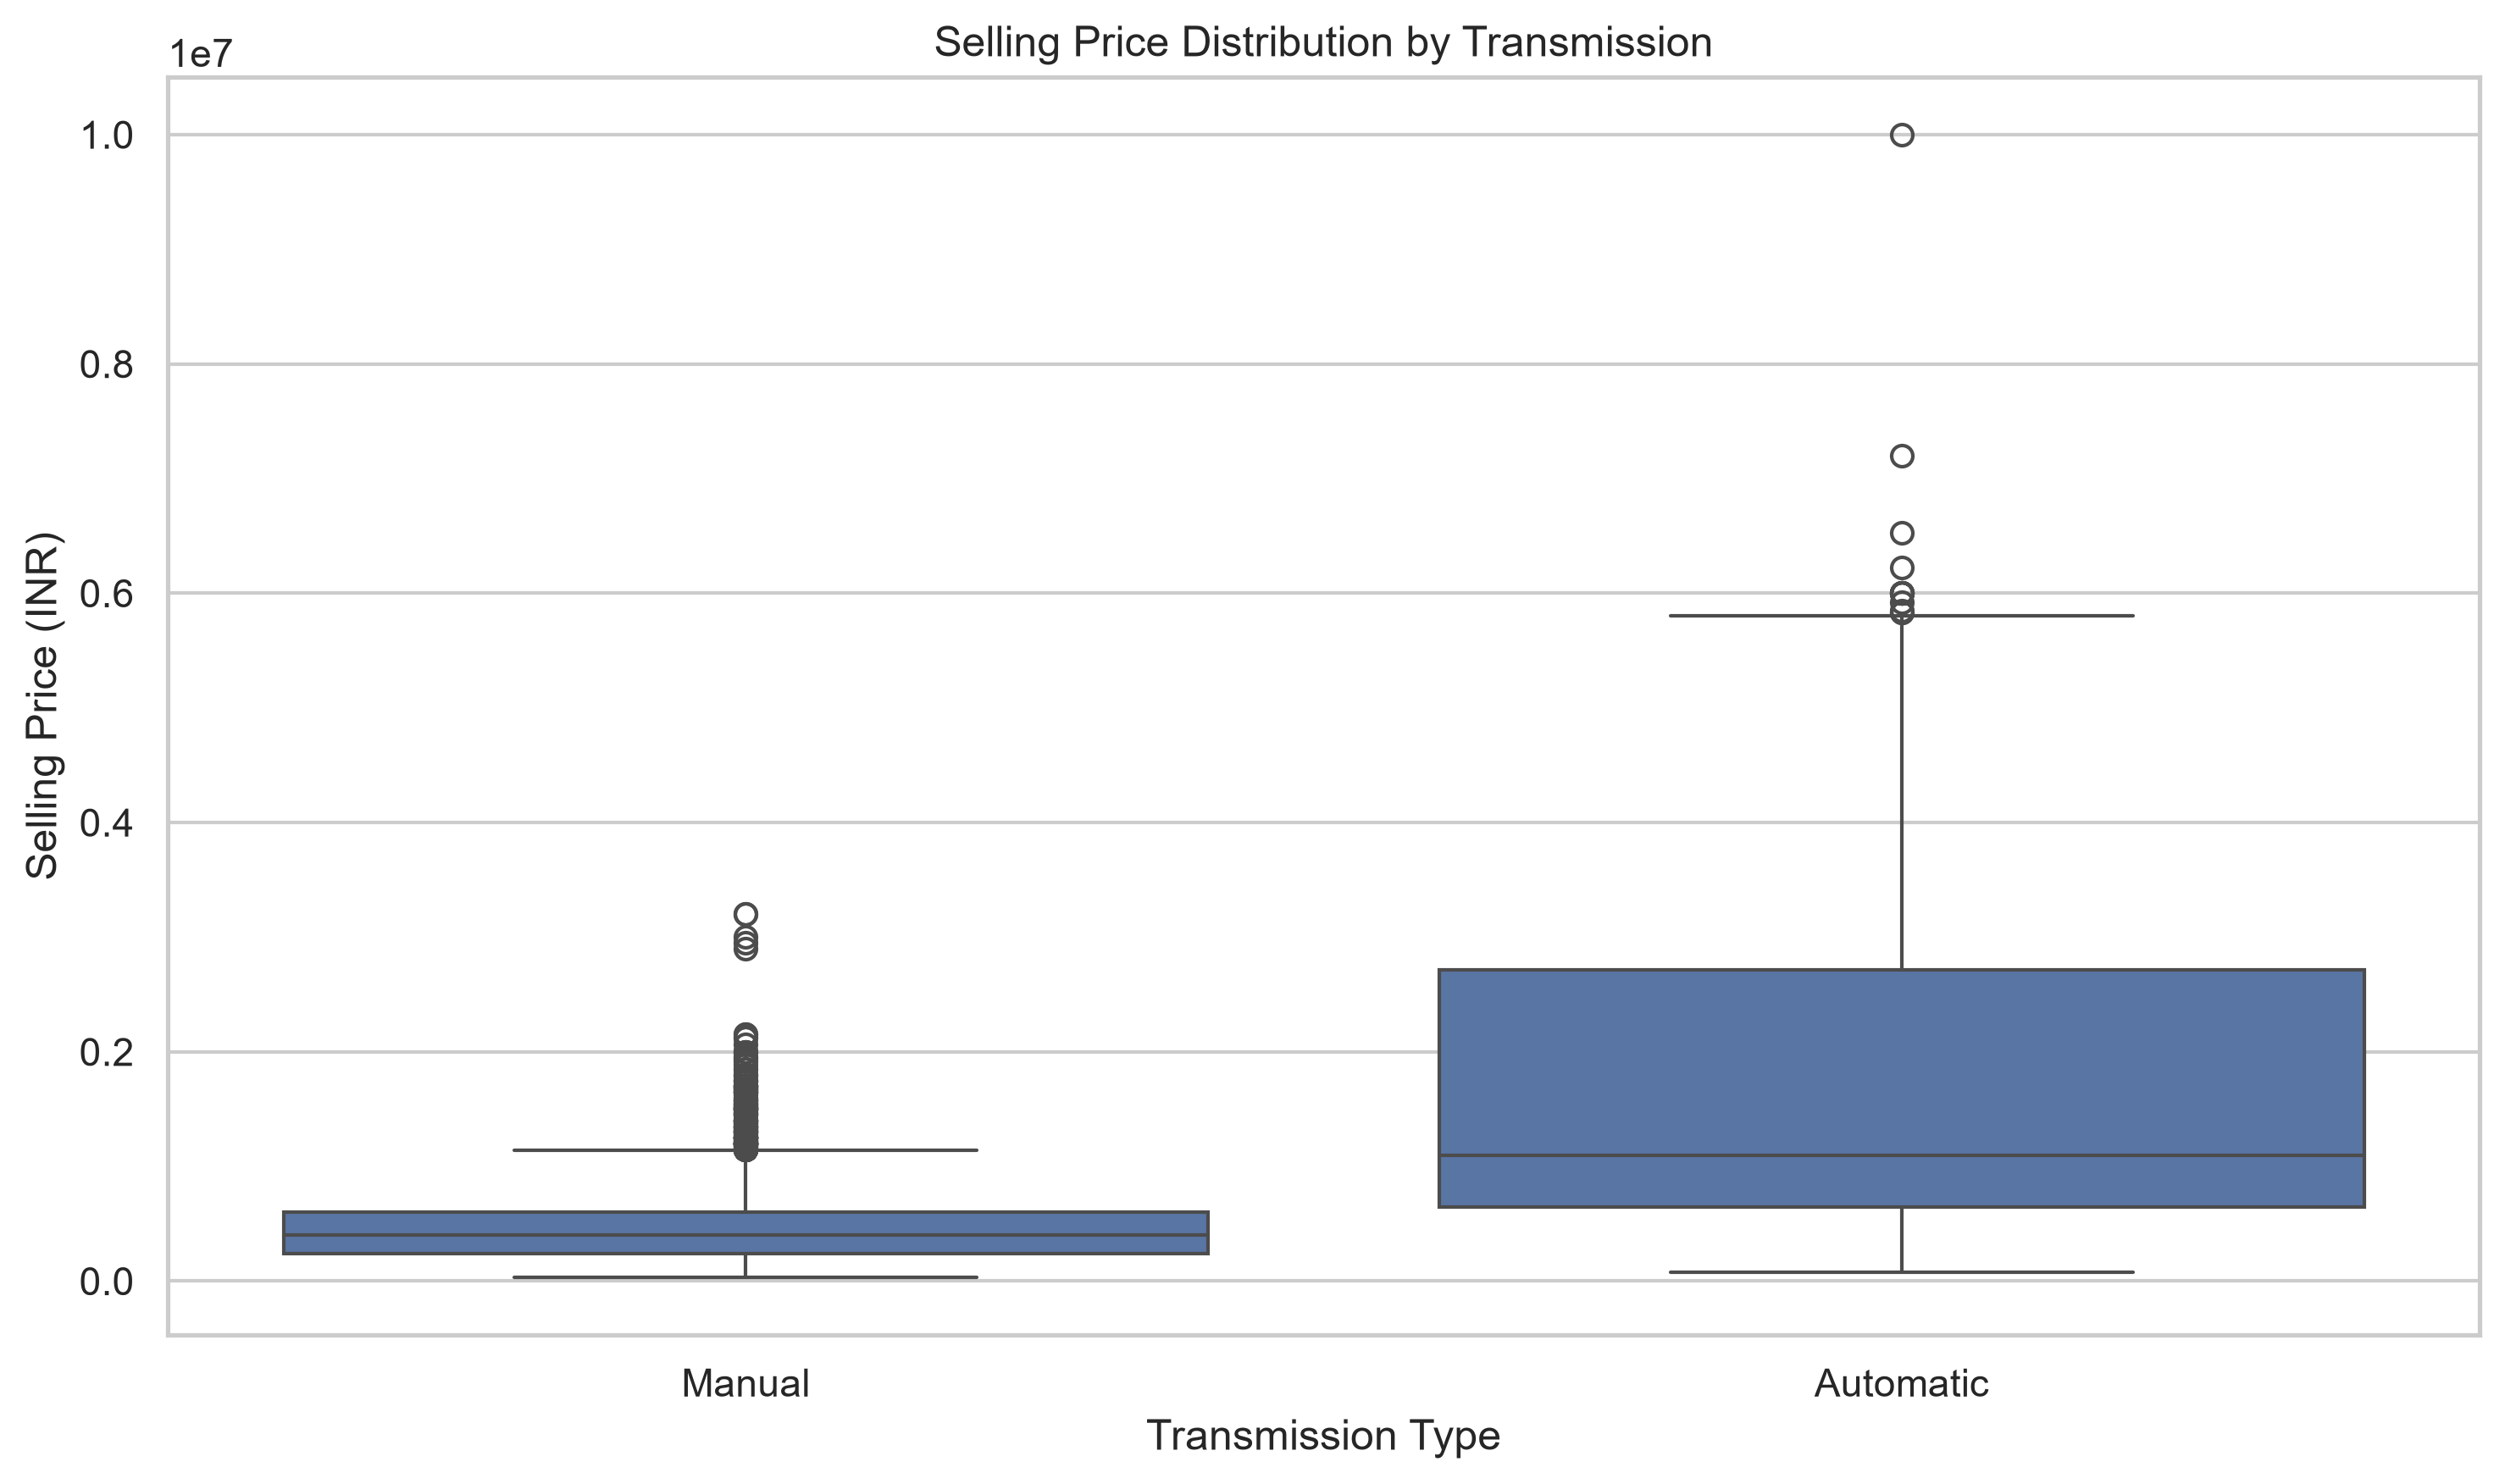 Selling Price Distribution by Transmission
1e7
1.0
0.8
0.6
0.4
0.2
0.0
Selling Price (INR)
Manual
Automatic
Transmission Type